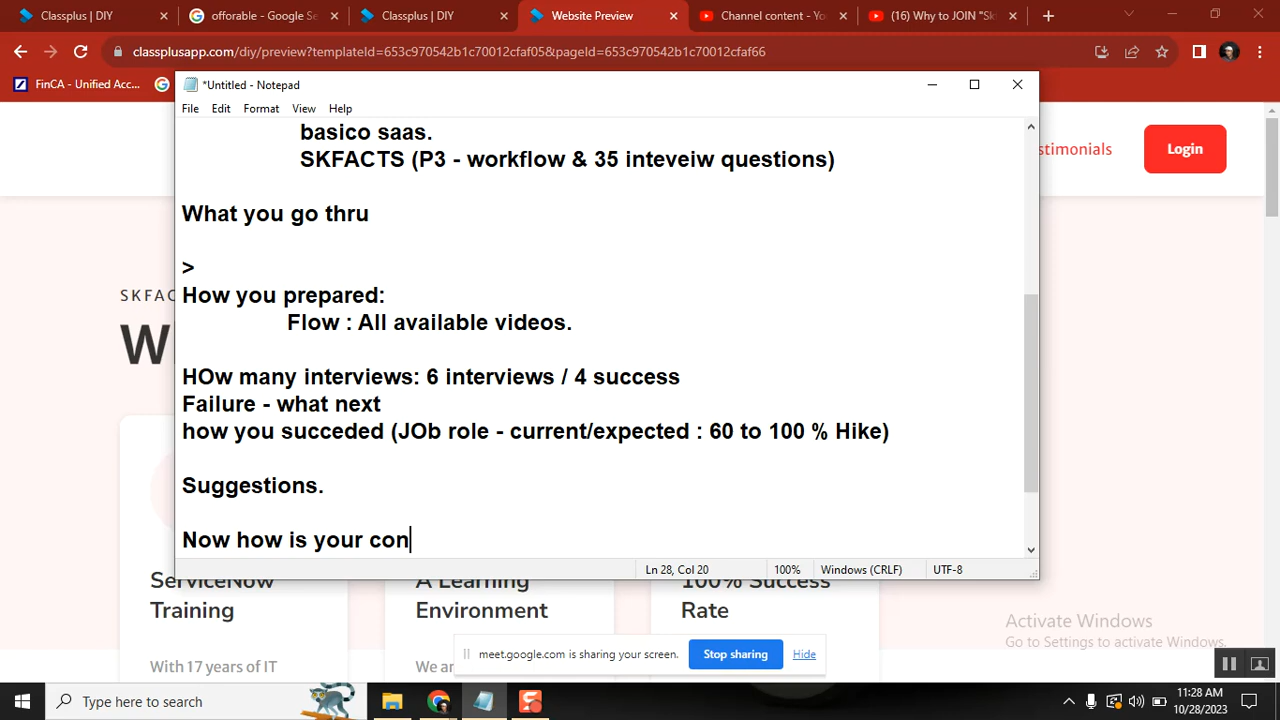 Classplus | DIY
offorable - Google Se
Classplus | DIY
Website Preview
Channel content - Yo
(16) Why to JOIN "Sk
classplusapp.com/diy/preview?templateId=653c970542b1c70012cfaf05&pageId=653c970542b1c70012cfaf66
FinCA - Unified Acc...
*Untitled - Notepad
File Edit Format View Help
basico saas.
SKFACTS (P3 - workflow & 35 inteveiw questions)
What you go thru
>
How you prepared:
Flow : All available videos.
HOw many interviews: 6 interviews / 4 success
Failure - what next
how you succeded (JOb role - current/expected : 60 to 100 % Hike)
Suggestions.
Now how is your con
Ln 28, Col 20
100%
Windows (CRLF)
UTF-8
stimonials
Login
SKFAC
W
ServiceNow
Training
With 17 years of IT
A Learning
Environment
We ar
100% Success
Rate
meet.google.com is sharing your screen.
Stop sharing
Hide
Activate Windows
Go to Settings to activate Windows.
Type here to search
11:28 AM
10/28/2023